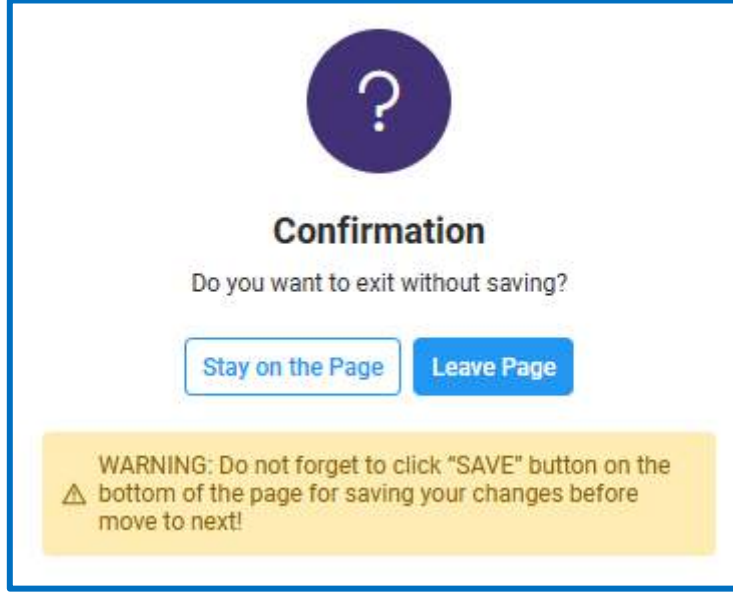 ?
Confirmation
Do you want to exit without saving?
Stay on the Page
Leave Page
WARNING: Do not forget to click “SAVE” button on the
bottom of the page for saving your changes before
move to next!